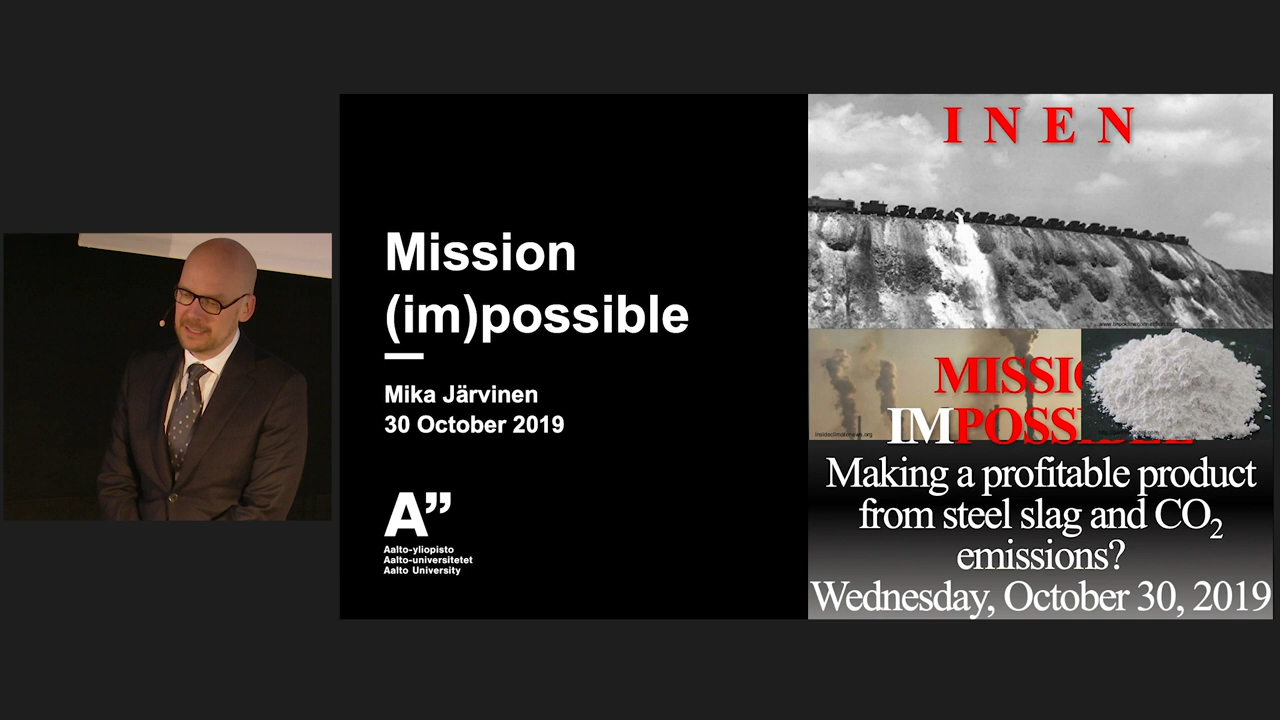 Mission
(im)possible
Mika Järvinen
30 October 2019
A”
Aalto-yliopisto
Aalto-universitetet
Aalto University
I N E N
MISSIO
IMPOSSIBLE
Making a profitable product
from steel slag and CO2
emissions?
Wednesday, October 30, 2019